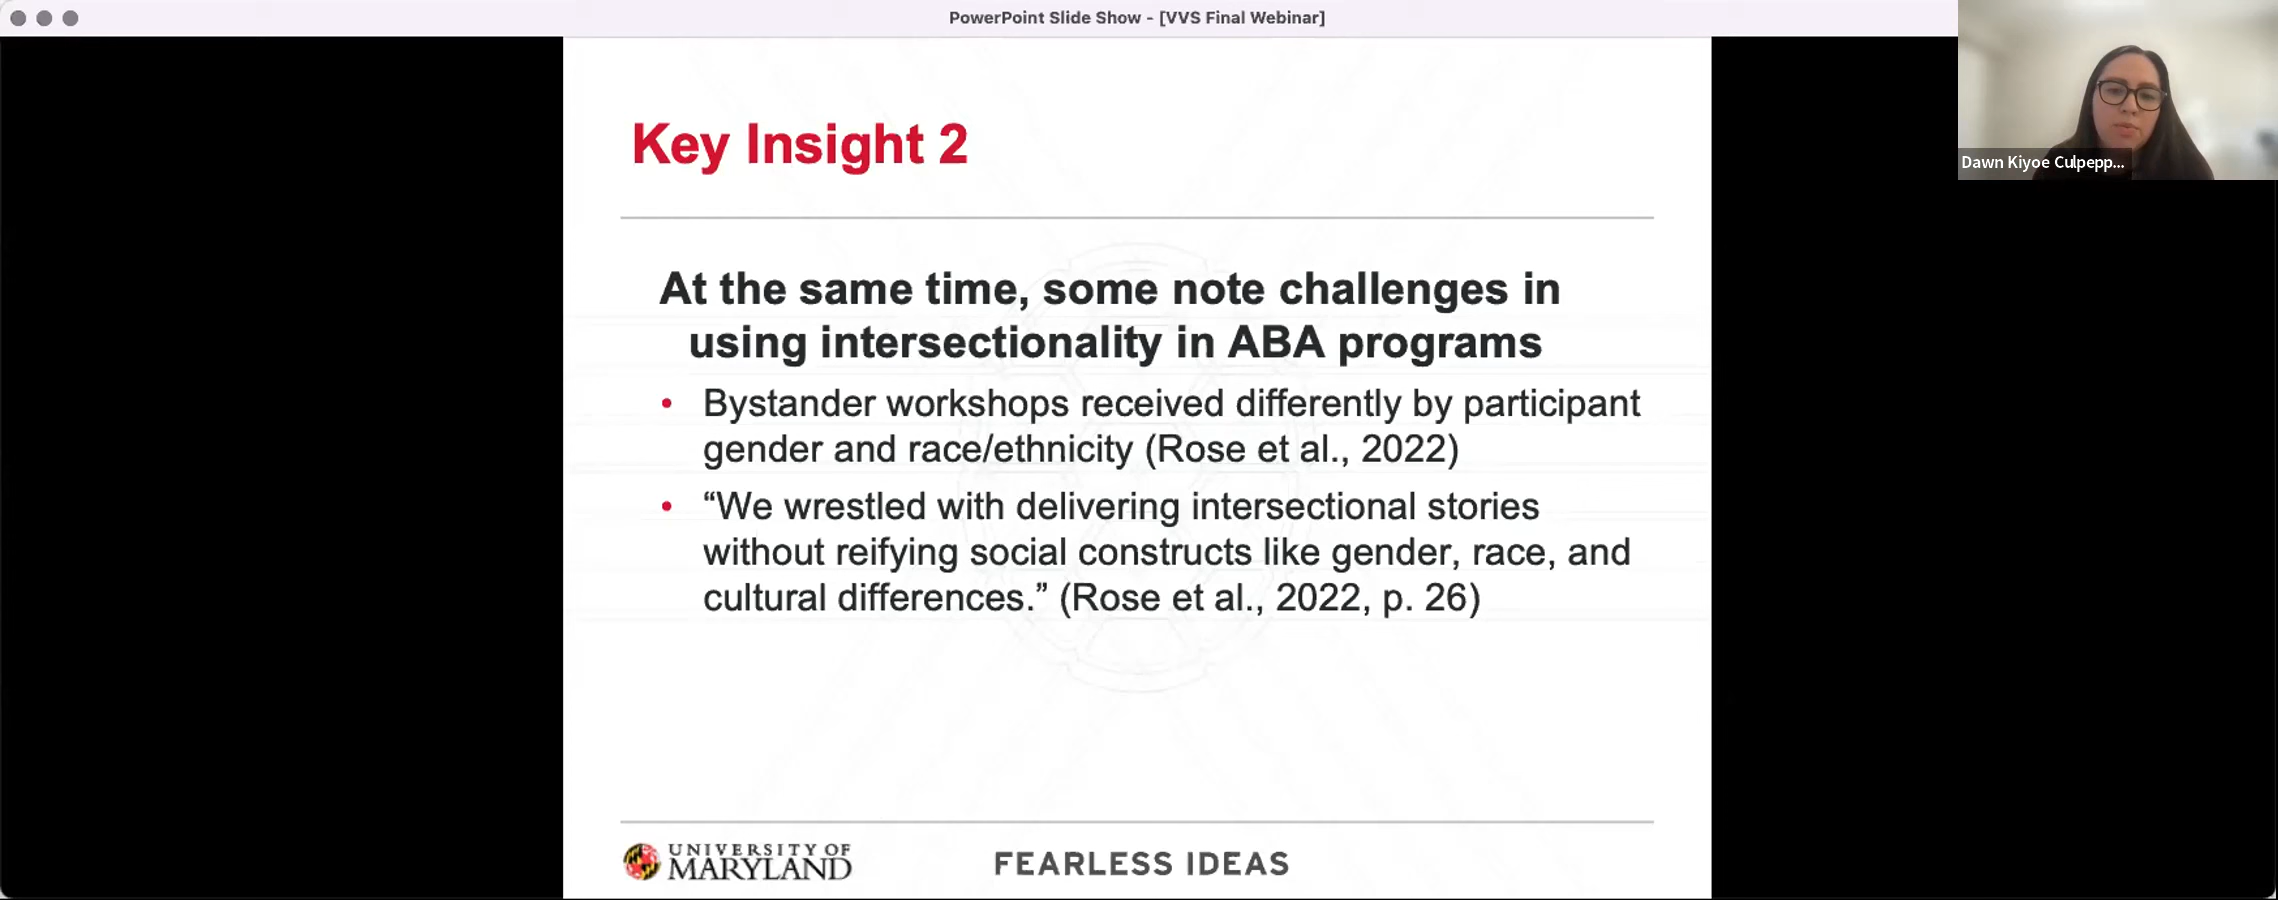 PowerPoint Slide Show - [VVS Final Webinar]
Dawn Kiyoe Culpepp...
Key Insight 2
At the same time, some note challenges in
using intersectionality in ABA programs
• Bystander workshops received differently by participant
gender and race/ethnicity (Rose et al., 2022)
• “We wrestled with delivering intersectional stories
without reifying social constructs like gender, race, and
cultural differences.” (Rose et al., 2022, p. 26)
UNIVERSITY OF
MARYLAND
FEARLESS IDEAS